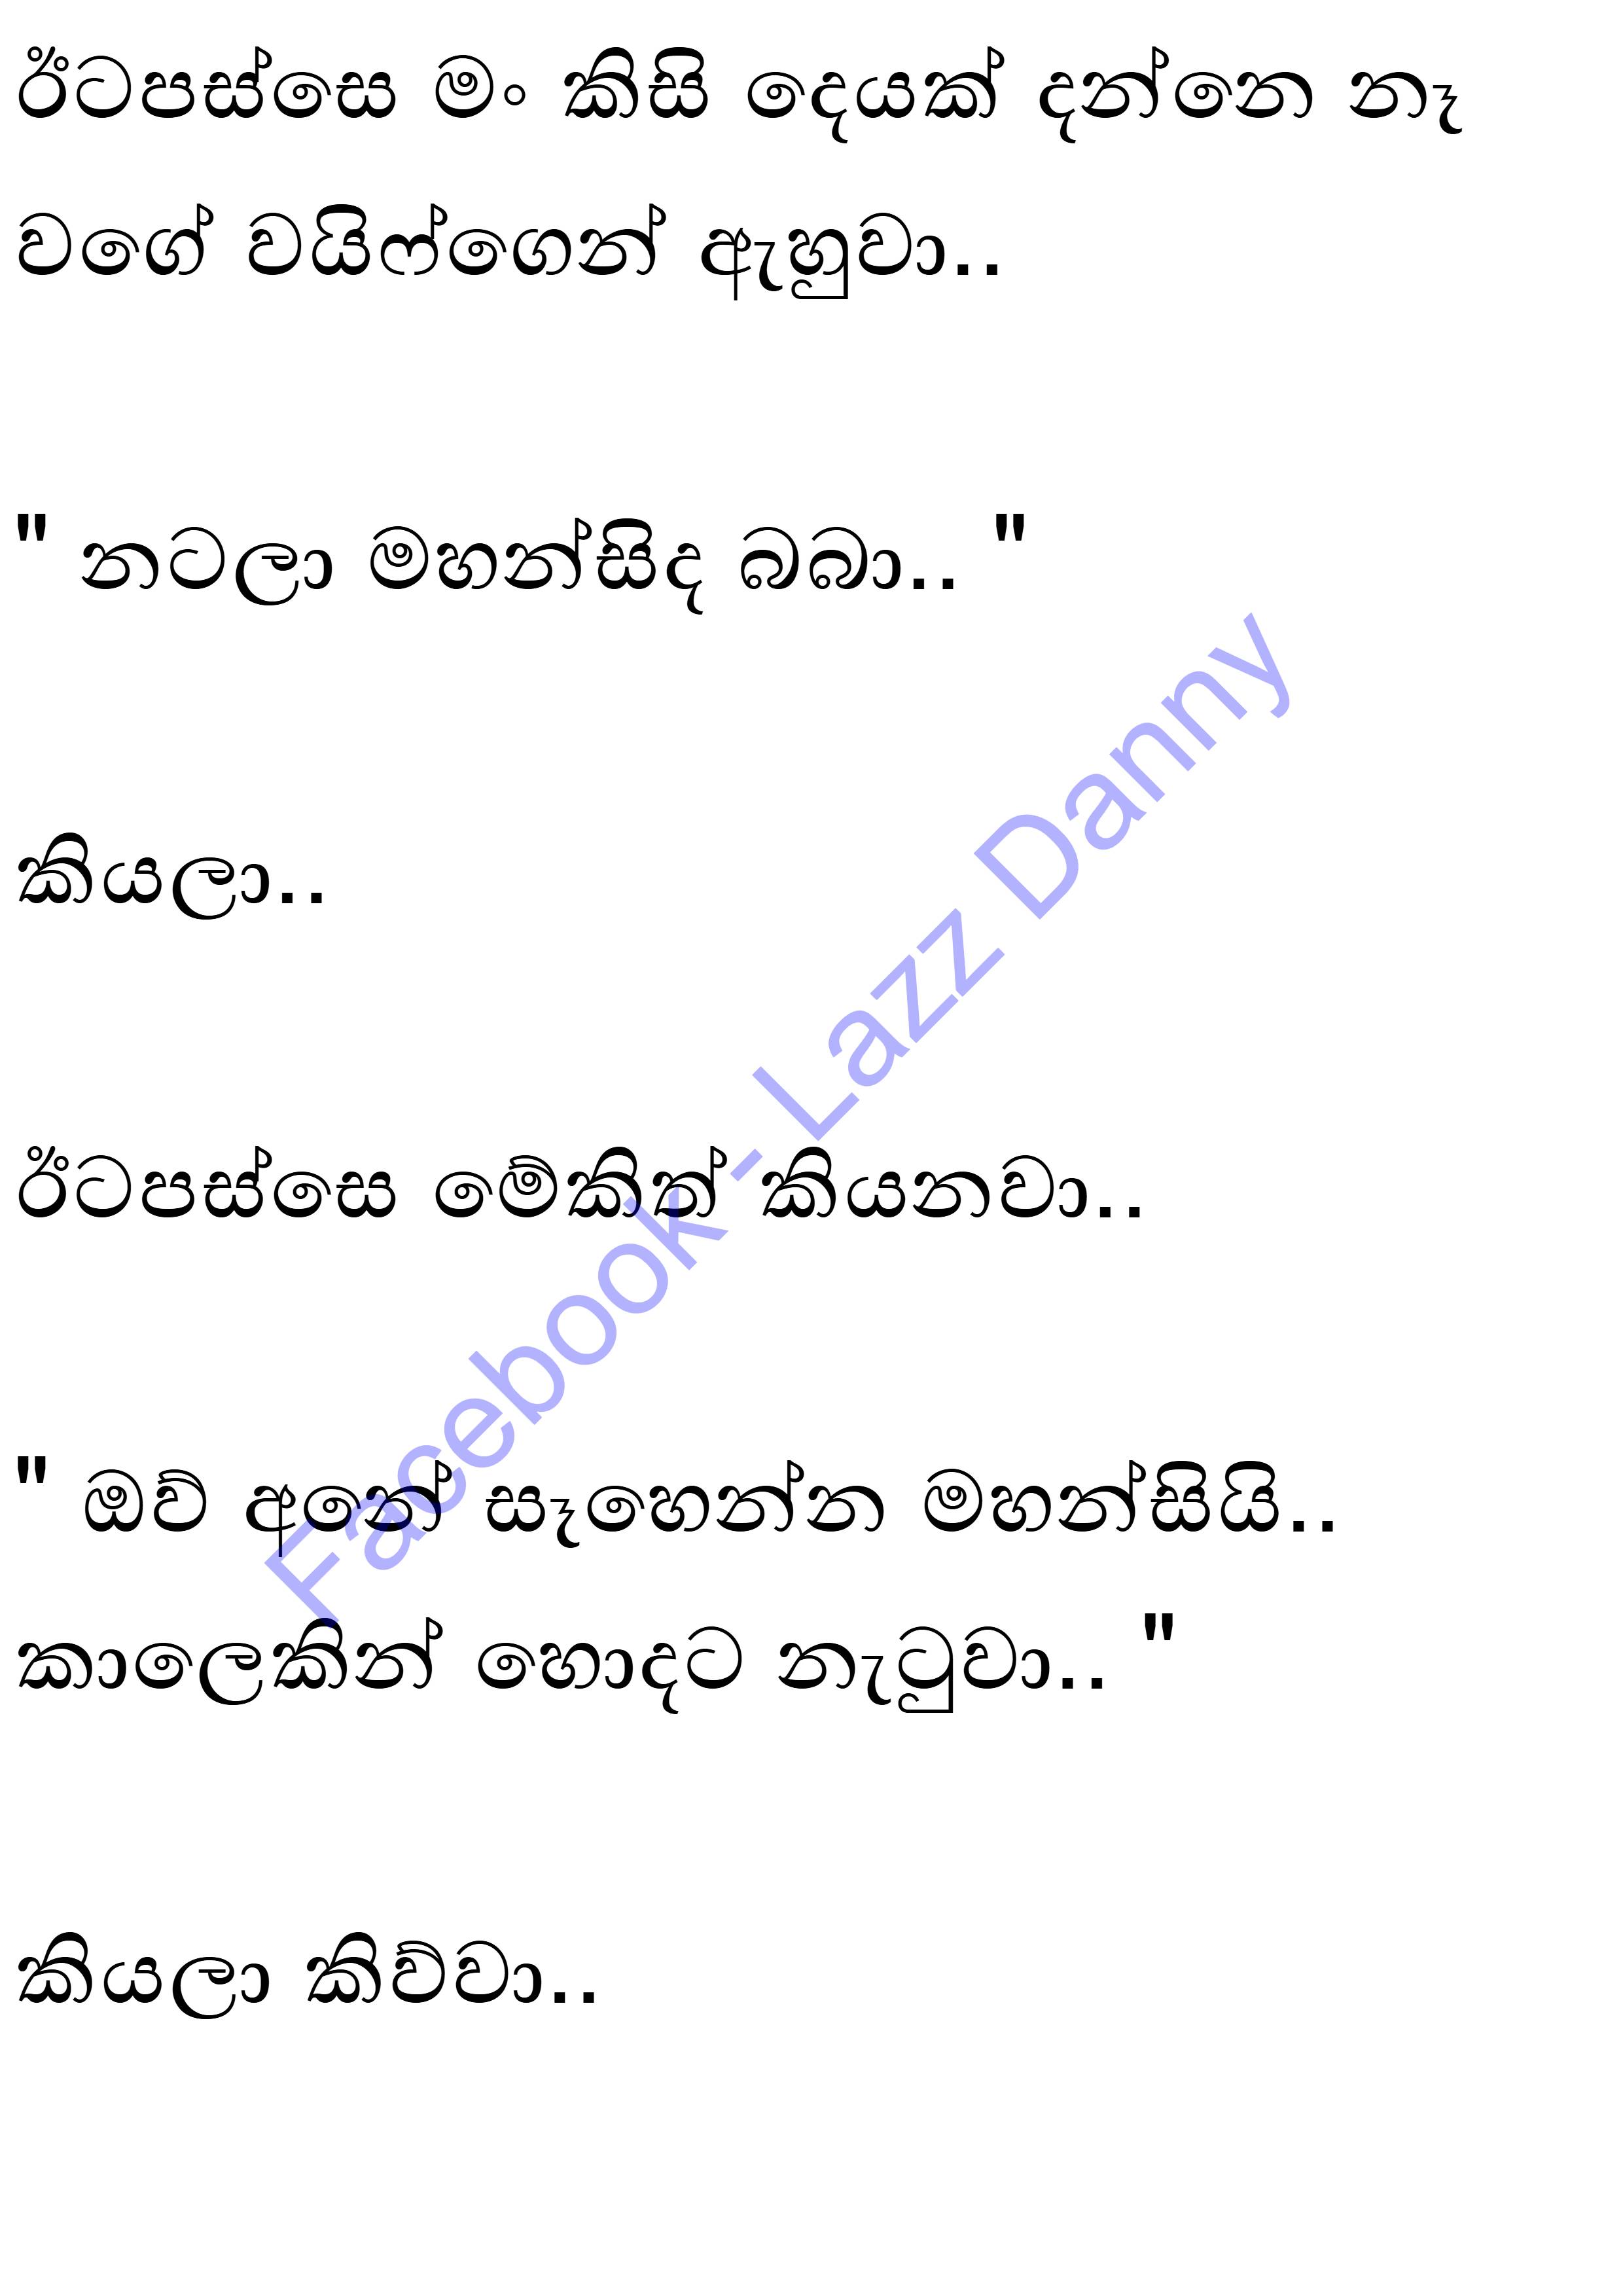 ඊටපස්සෙ මං කිසි දෙයක් දන්නෙ නෑ
වගේ වයිෆ්ගෙන් ඇහුවා..
" නටලා මහන්සිද බබා.. "
කියලා..
ඊටපස්සෙ මේකිත් කියනවා..
" ඔව් අනේ සෑහෙන්න මහන්සියි..
කාලෙකින් හොදට නැටුවා.. "
කියලා කිව්වා..
Facebook - Lazz Danny